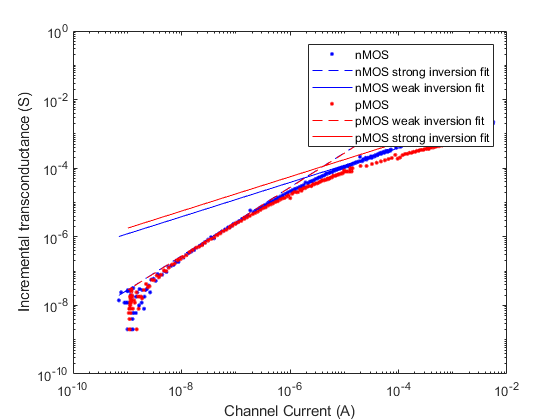 10^0
nMOS
nMOS strong inversion fit
nMOS weak inversion fit
pMOS
pMOS weak inversion fit
pMOS strong inversion fit
10^-2
10^-4
10^-6
10^-8
10^-10
Incremental transconductance (S)
10^-10
10^-8
10^-6
10^-4
10^-2
Channel Current (A)